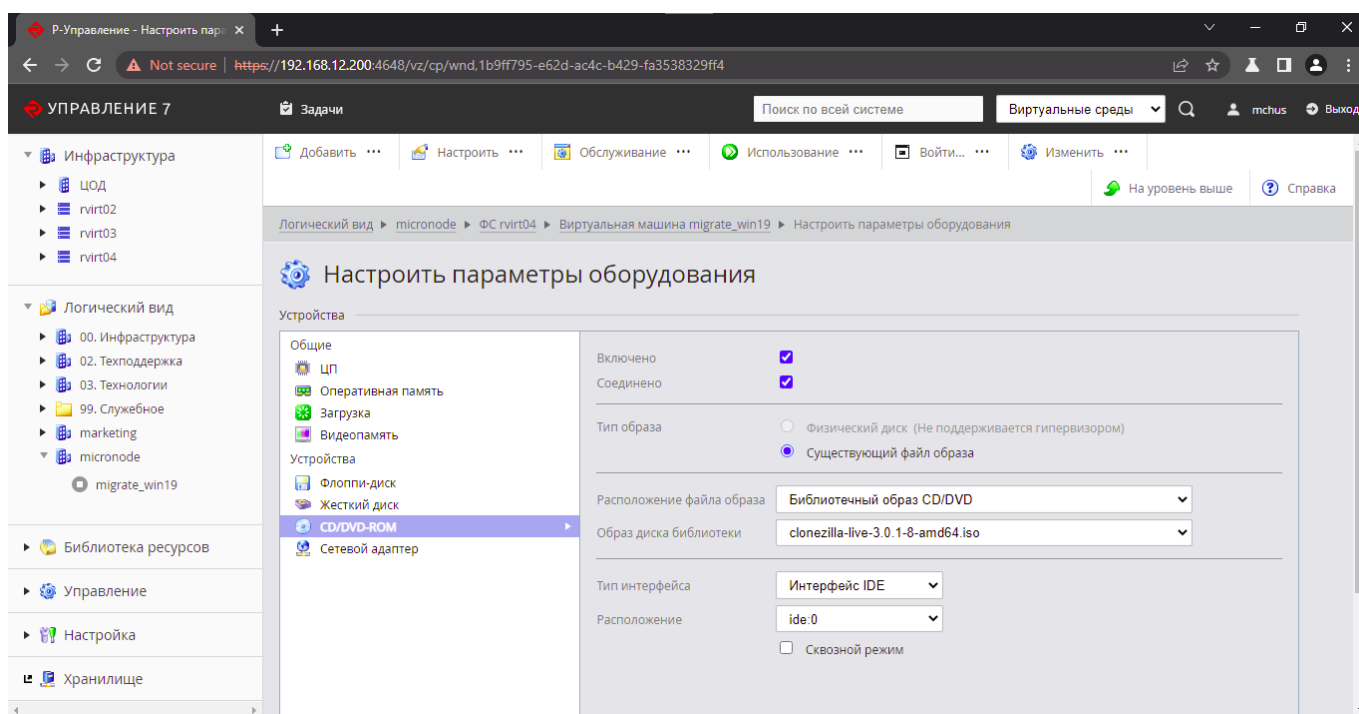 Р-Управление - Настроить пара
Not secure | https://192.168.12.200:4648/vz/cp/wnd,1b9ff795-e62d-ac4c-b429-fa3538329ff4
УПРАВЛЕНИЕ 7
Задачи
Поиск по всей системе
Виртуальные среды
mchus
Выход
Инфраструктура
ЦОД
rvirt02
rvirt03
rvirt04
Логический вид
00. Инфраструктура
02. Техподдержка
03. Технологии
99. Служебное
marketing
micronode
migrate_win19
Библиотека ресурсов
Управление
Настройка
Хранилище
Добавить ••• Настроить ••• Обслуживание ••• Использование ••• Войти... ••• Изменить •••
На уровень выше Справка
Логический вид ▸ micronode ▸ ФС rvirt04 ▸ Виртуальная машина migrate_win19 ▸ Настроить параметры оборудования
Настроить параметры оборудования
Устройства
Общие
ЦП
Оперативная память
Загрузка
Видеопамять
Устройства
Флоппи-диск
Жесткий диск
CD/DVD-ROM
Сетевой адаптер
Включено
Соединено
Тип образа
Физический диск (Не поддерживается гипервизором)
Существующий файл образа
Расположение файла образа Библиотечный образ CD/DVD
Образ диска библиотеки clonezilla-live-3.0.1-8-amd64.iso
Тип интерфейса Интерфейс IDE
Расположение ide:0
Сквозной режим